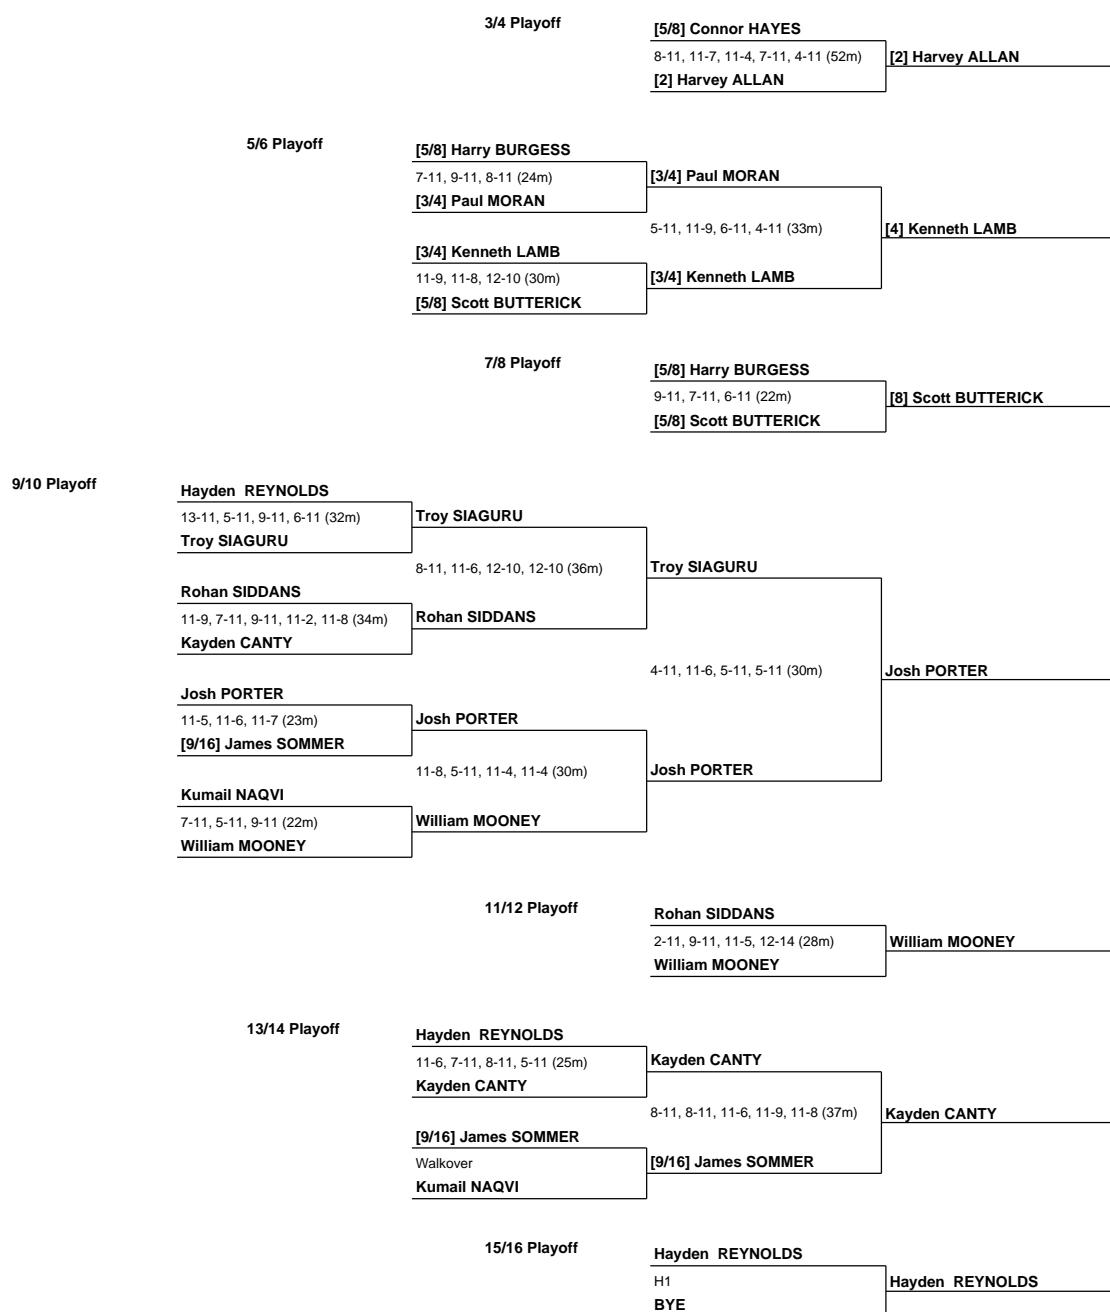 3/4 Playoff
[5/8] Connor HAYES
8-11, 11-7, 11-4, 7-11, 4-11 (52m)
[2] Harvey ALLAN
[2] Harvey ALLAN
5/6 Playoff
[5/8] Harry BURGESS
7-11, 9-11, 8-11 (24m)
[3/4] Paul MORAN
[3/4] Paul MORAN
5-11, 11-9, 6-11, 4-11 (33m)
[4] Kenneth LAMB
[3/4] Kenneth LAMB
11-9, 11-8, 12-10 (30m)
[3/4] Kenneth LAMB
[5/8] Scott BUTTERICK
7/8 Playoff
[5/8] Harry BURGESS
9-11, 7-11, 6-11 (22m)
[8] Scott BUTTERICK
[5/8] Scott BUTTERICK
9/10 Playoff
Hayden REYNOLDS
13-11, 5-11, 9-11, 6-11 (32m)
Troy SIAGURU
Troy SIAGURU
8-11, 11-6, 12-10, 12-10 (36m)
Troy SIAGURU
Rohan SIDDANS
11-9, 7-11, 9-11, 11-2, 11-8 (34m)
Rohan SIDDANS
Kayden CANTY
4-11, 11-6, 5-11, 5-11 (30m)
Josh PORTER
Josh PORTER
11-5, 11-6, 11-7 (23m)
Josh PORTER
[9/16] James SOMMER
11-8, 5-11, 11-4, 11-4 (30m)
Josh PORTER
Kumail NAQVI
7-11, 5-11, 9-11 (22m)
William MOONEY
William MOONEY
11/12 Playoff
Rohan SIDDANS
2-11, 9-11, 11-5, 12-14 (28m)
William MOONEY
William MOONEY
13/14 Playoff
Hayden REYNOLDS
11-6, 7-11, 8-11, 5-11 (25m)
Kayden CANTY
Kayden CANTY
8-11, 8-11, 11-6, 11-9, 11-8 (37m)
Kayden CANTY
[9/16] James SOMMER
Walkover
[9/16] James SOMMER
Kumail NAQVI
15/16 Playoff
Hayden REYNOLDS
H1
Hayden REYNOLDS
BYE